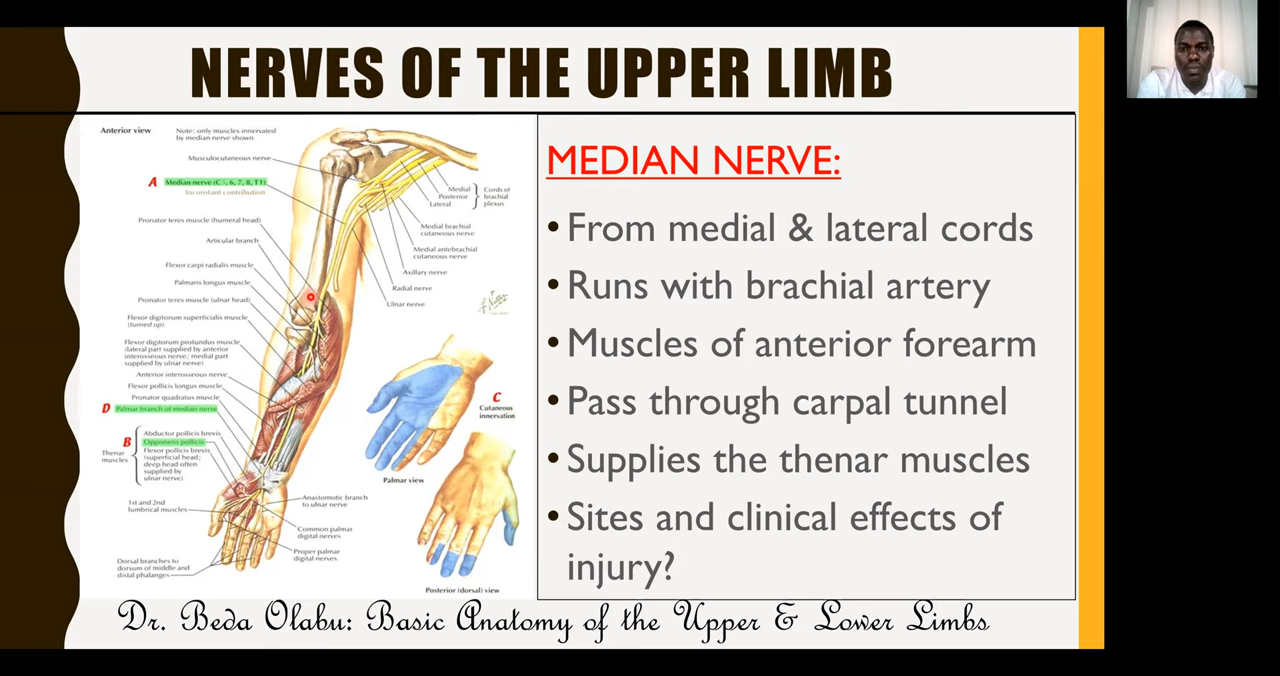 NERVES OF THE UPPER LIMB
Anterior view
Note: only muscles innervated
by median nerve shown
Musculocutaneous nerve
A
Median nerve (C5, 6, 7, 8, T1)
Inconstant contribution
Pronator teres muscle (humeral head)
Articular branch
Flexor carpi radialis muscle
Palmaris longus muscle
Pronator teres muscle (ulnar head)
Flexor digitorum superficialis muscle
(turned up)
Flexor digitorum profundus muscle
(lateral part supplied by anterior
interosseous nerve; medial part
supplied by ulnar nerve)
Anterior interosseous nerve
Flexor pollicis longus muscle
Pronator quadratus muscle
D
Palmar branch of median nerve
B
Thenar
muscles
Abductor pollicis brevis
Opponens pollicis
Flexor pollicis brevis
(superficial head;
deep head often
supplied by
ulnar nerve)
1st and 2nd
lumbrical muscles
Dorsal branches to
dorsum of middle and
distal phalanges
Medial
Posterior
Lateral
Cords of
brachial
plexus
Medial brachial
cutaneous nerve
Medial antebrachial
cutaneous nerve
Axillary nerve
Radial nerve
Ulnar nerve
C
Cutaneous
innervation
Palmar view
Anastomotic branch
to ulnar nerve
Common palmar
digital nerves
Proper palmar
digital nerves
Posterior (dorsal) view
MEDIAN NERVE:
•From medial & lateral cords
•Runs with brachial artery
•Muscles of anterior forearm
•Pass through carpal tunnel
•Supplies the thenar muscles
•Sites and clinical effects of
injury?
Dr. Beda Olabu: Basic Anatomy of the Upper & Lower Limbs